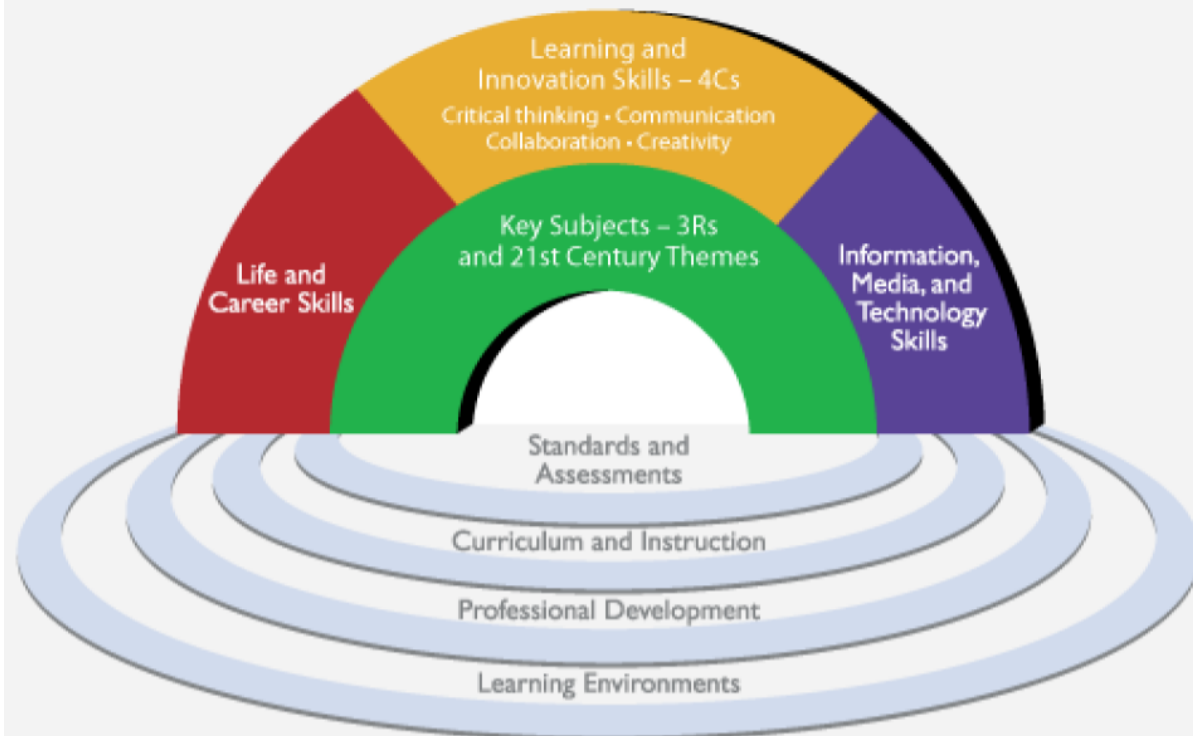 Learning and
Innovation Skills – 4Cs
Critical thinking • Communication
Collaboration • Creativity
Key Subjects – 3Rs
and 21st Century Themes
Life and
Career Skills
Information,
Media, and
Technology
Skills
Standards and
Assessments
Curriculum and Instruction
Professional Development
Learning Environments